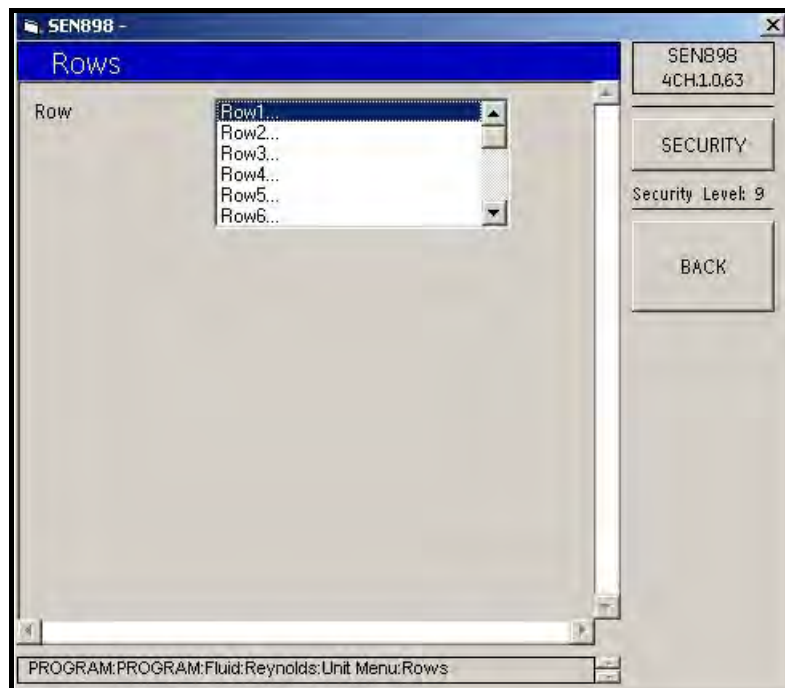 SEN898 -
Rows
Row
Row1...
Row2...
Row3...
Row4...
Row5...
Row6...
SEN898
4CH.1.0.63
SECURITY
Security Level: 9
BACK
PROGRAM:PROGRAM:Fluid:Reynolds:Unit Menu:Rows